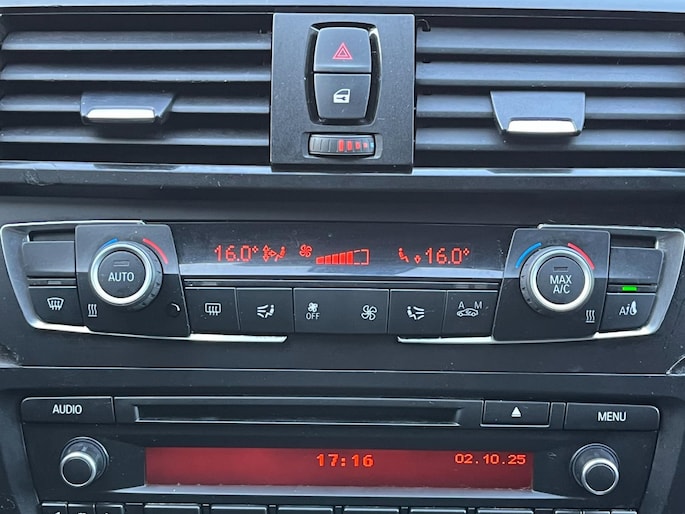 16.0°
16.0°
AUTO
MAX
A/C
OFF
A M
A
AUDIO
MENU
17:16
02.10.25